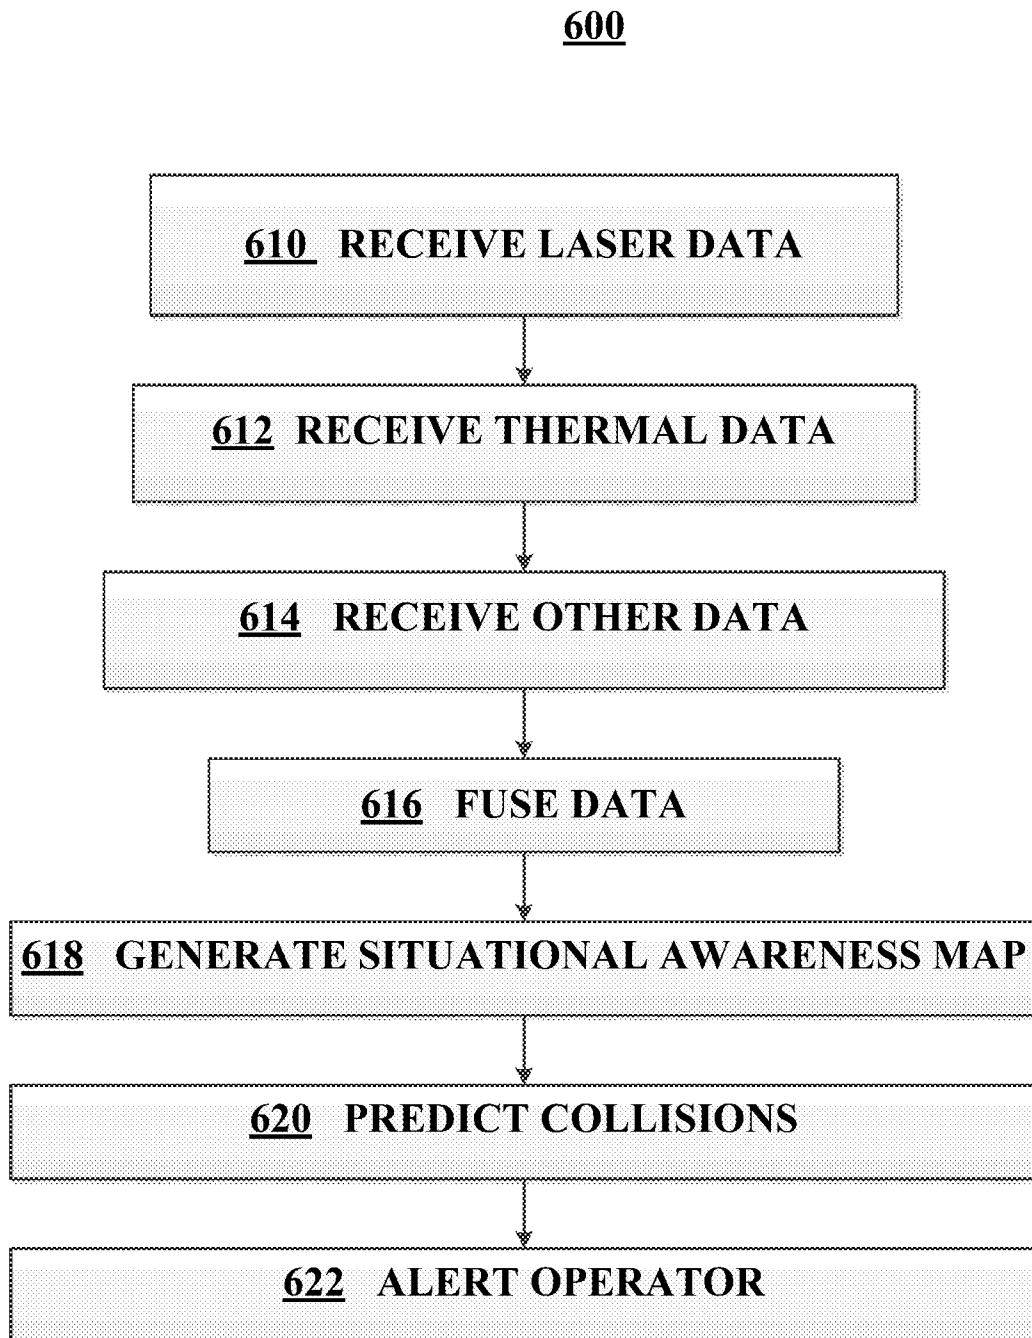 600
610 RECEIVE LASER DATA
612 RECEIVE THERMAL DATA
614 RECEIVE OTHER DATA
616 FUSE DATA
618 GENERATE SITUATIONAL AWARENESS MAP
620 PREDICT COLLISIONS
622 ALERT OPERATOR